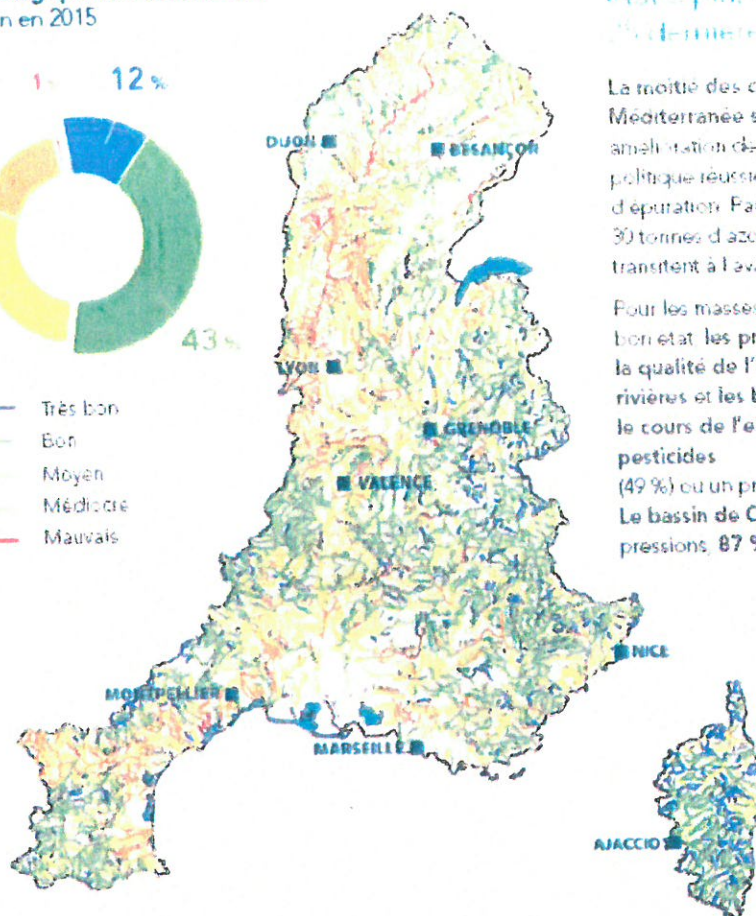 en 2015
12 %
43 %
Très bon
Bon
Moyen
Médiocre
Mauvais
DIJON
BESANÇON
LYON
GRENOBLE
VALENCE
NICE
MONTPELLIER
MARSEILLE
AJACCIO
25 dernière
La moitié des c
Méditerranée s
amélioration de
politique réussie
d'épuration. Pa
30 tonnes d'azo
transitent à l'av
Pour les masses
bon état, les pr
la qualité de l'
rivières et les b
le cours de l'e
pesticides
(49 %) ou un pr
Le bassin de C
pressions, 87 %